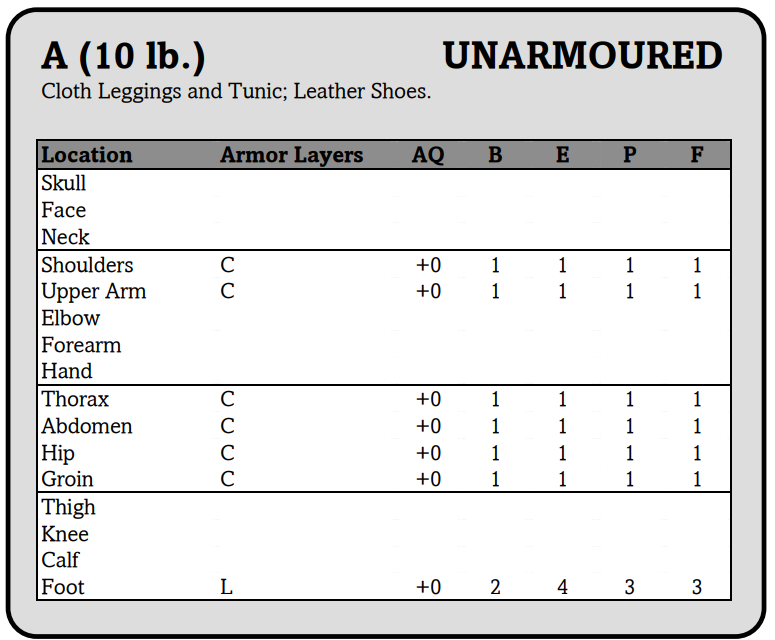 A (10 lb.) UNARMOURED
Cloth Leggings and Tunic; Leather Shoes.
Location Armor Layers AQ B E P F
Skull
Face
Neck
Shoulders C +0 1 1 1 1
Upper Arm C +0 1 1 1 1
Elbow
Forearm
Hand
Thorax C +0 1 1 1 1
Abdomen C +0 1 1 1 1
Hip C +0 1 1 1 1
Groin C +0 1 1 1 1
Thigh
Knee
Calf
Foot L +0 2 4 3 3